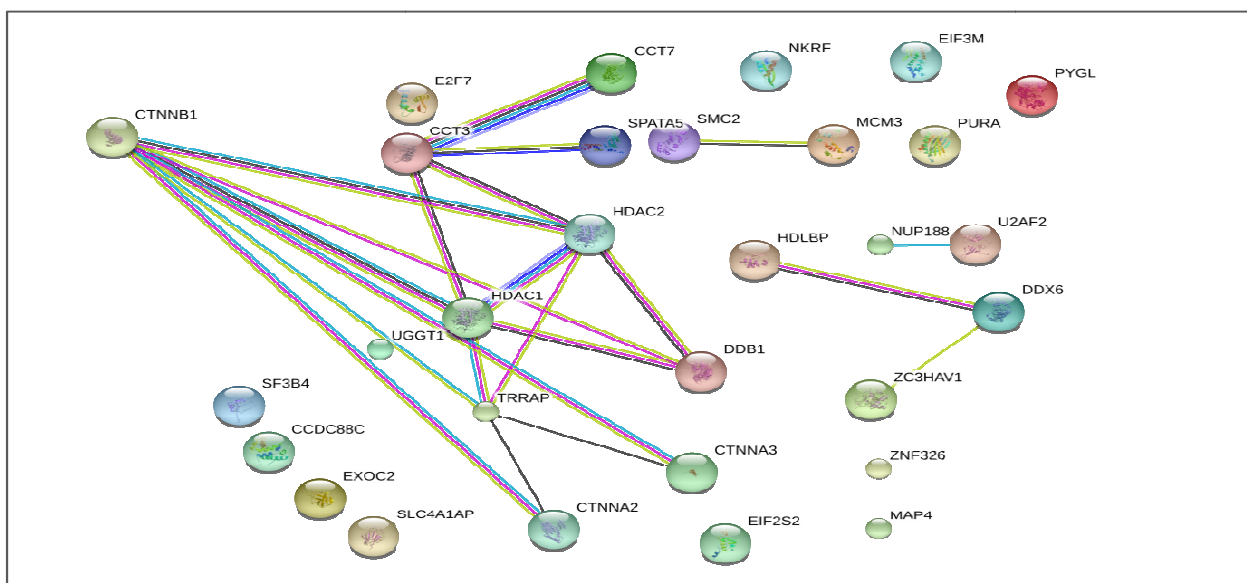 CCT7
NKRF
EIF3M
E2F7
PYGL
CTNNB1
CCT3
SPATA5
SMC2
MCM3
PURA
HDAC2
HDLBP
NUP188
U2AF2
HDAC1
DDX6
UGGT1
DDB1
SF3B4
TRRAP
ZC3HAV1
CCDC88C
CTNNA3
ZNF326
EXOC2
SLC4A1AP
CTNNA2
EIF2S2
MAP4